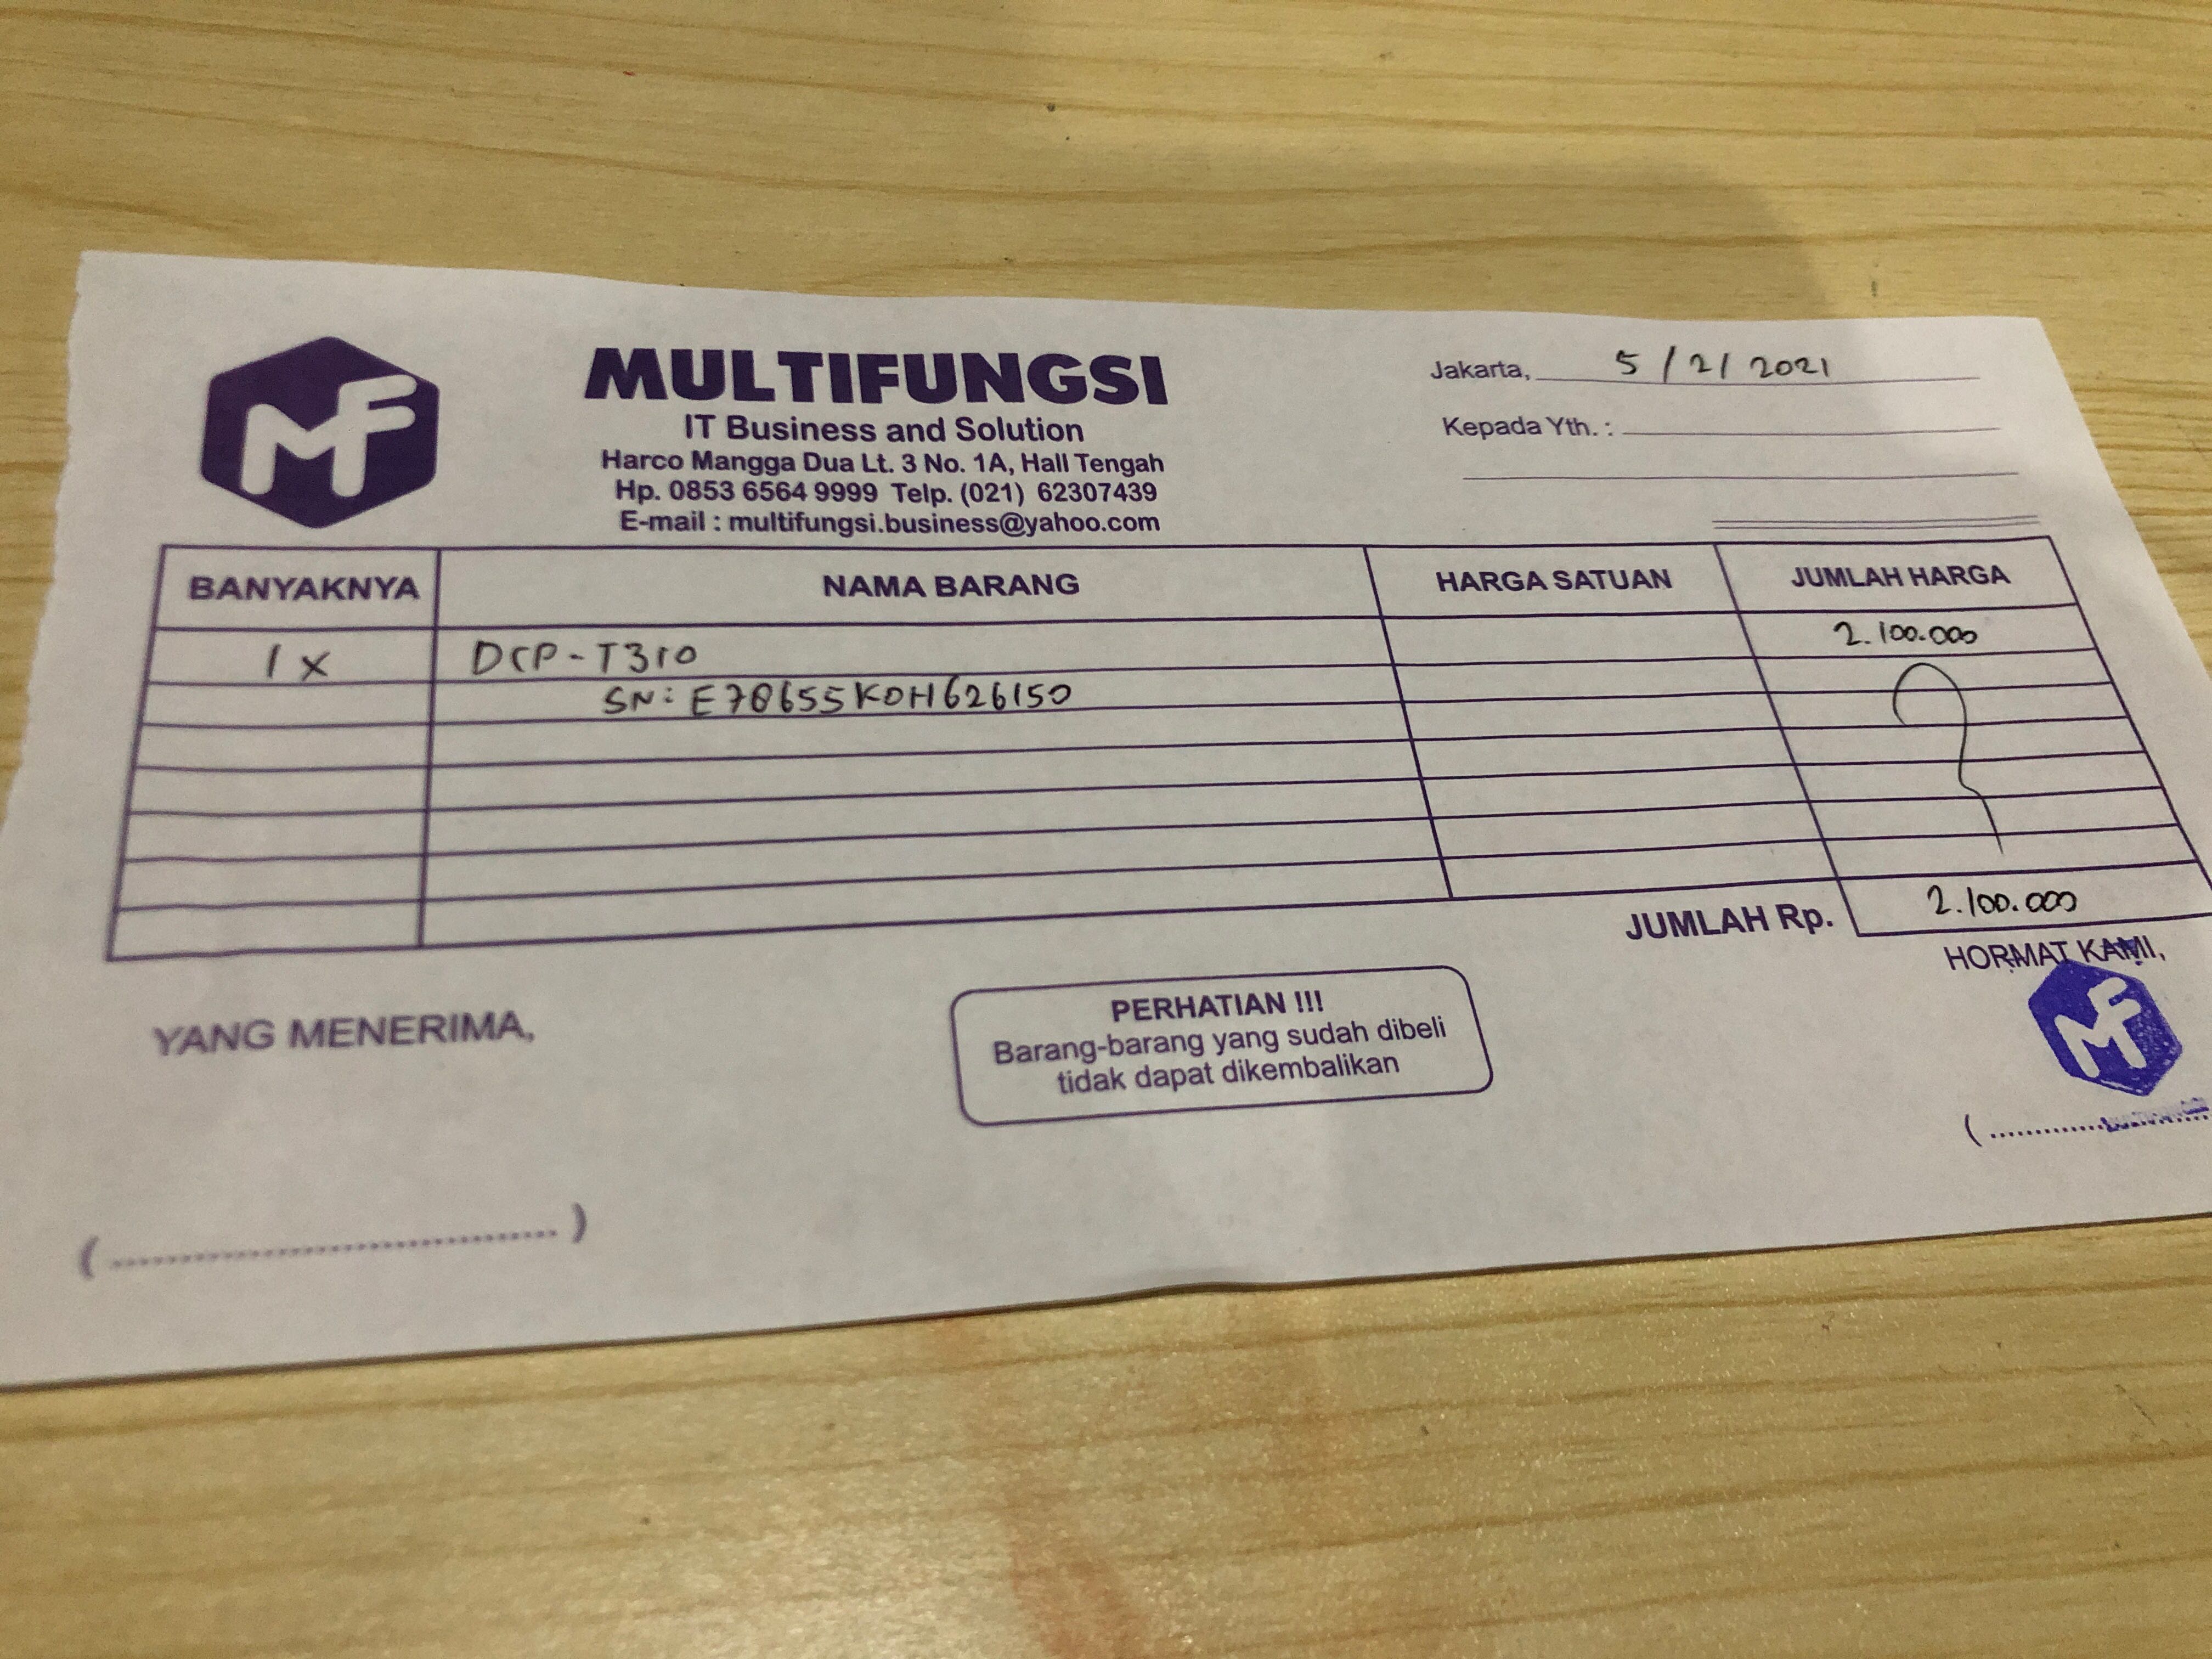 MF
MULTIFUNGSI
IT Business and Solution
Harco Mangga Dua Lt. 3 No. 1A, Hall Tengah
Hp. 0853 6564 9999 Telp. (021) 62307439
E-mail : multifungsi.business@yahoo.com
Jakarta, 5 / 2 / 2021
Kepada Yth. :
BANYAKNYA NAMA BARANG HARGA SATUAN JUMLAH HARGA
1 x DCP-T310 2.100.000
SN: E78655K0H626150
JUMLAH Rp. 2.100.000
YANG MENERIMA,
PERHATIAN !!!
Barang-barang yang sudah dibeli
tidak dapat dikembalikan
HORMAT KAMI,
MF
MULTIFUNGSI